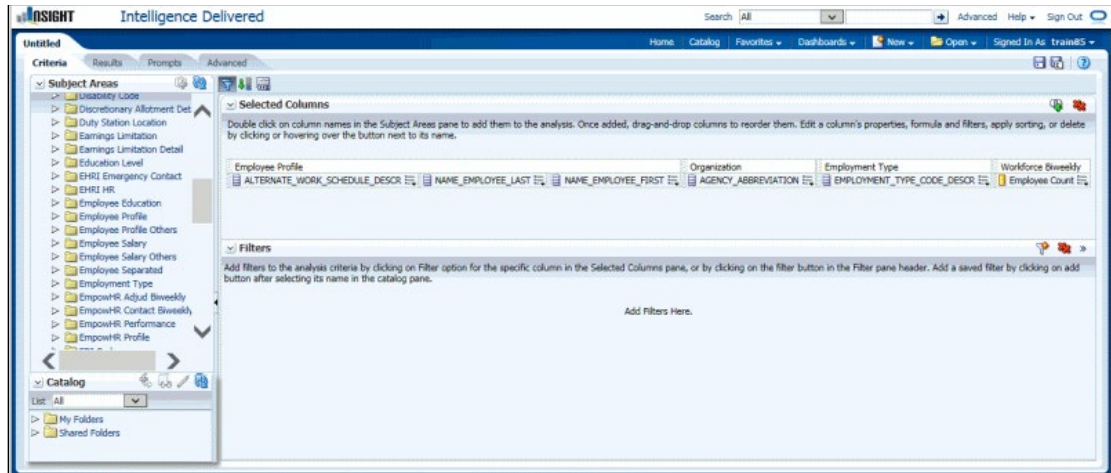 INSIGHT Intelligence Delivered Search All Advanced Help Sign Out
Untitled Home Catalog Favorites Dashboards New Open Signed In As train85
Criteria Results Prompts Advanced
Subject Areas
Disability Code
Discretionary Allotment Det
Duty Station Location
Earnings Limitation
Earnings Limitation Detail
Education Level
EHRI Emergency Contact
EHRI HR
Employee Education
Employee Profile
Employee Profile Others
Employee Salary
Employee Salary Others
Employee Separated
Employment Type
EmpowHR Adjud Biweekly
EmpowHR Contact Biweekly
EmpowHR Performance
EmpowHR Profile
Catalog
List All
My Folders
Shared Folders
Selected Columns
Double click on column names in the Subject Areas pane to add them to the analysis. Once added, drag-and-drop columns to reorder them. Edit a column's properties, formula and filters, apply sorting, or delete
by clicking or hovering over the button next to its name.
Employee Profile Organization Employment Type Workforce Biweekly
ALTERNATE_WORK_SCHEDULE_DESCR NAME_EMPLOYEE_LAST NAME_EMPLOYEE_FIRST AGENCY_ABBREVIATION EMPLOYMENT_TYPE_CODE_DESCR Employee Count
Filters
Add filters to the analysis criteria by clicking on Filter option for the specific column in the Selected Columns pane, or by clicking on the filter button in the Filter pane header. Add a saved filter by clicking on add
button after selecting its name in the catalog pane.
Add Filters Here.